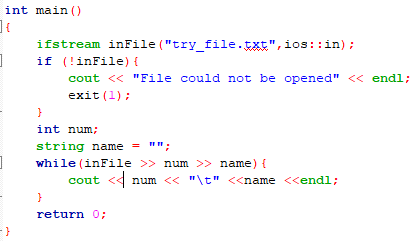 int main()
{
    ifstream inFile("try_file.txt",ios::in);
    if (!inFile){
        cout << "File could not be opened" << endl;
        exit(1);
    }
    int num;
    string name = "";
    while(inFile >> num >> name){
        cout << num << "\t" <<name <<endl;
    }
    return 0;
}